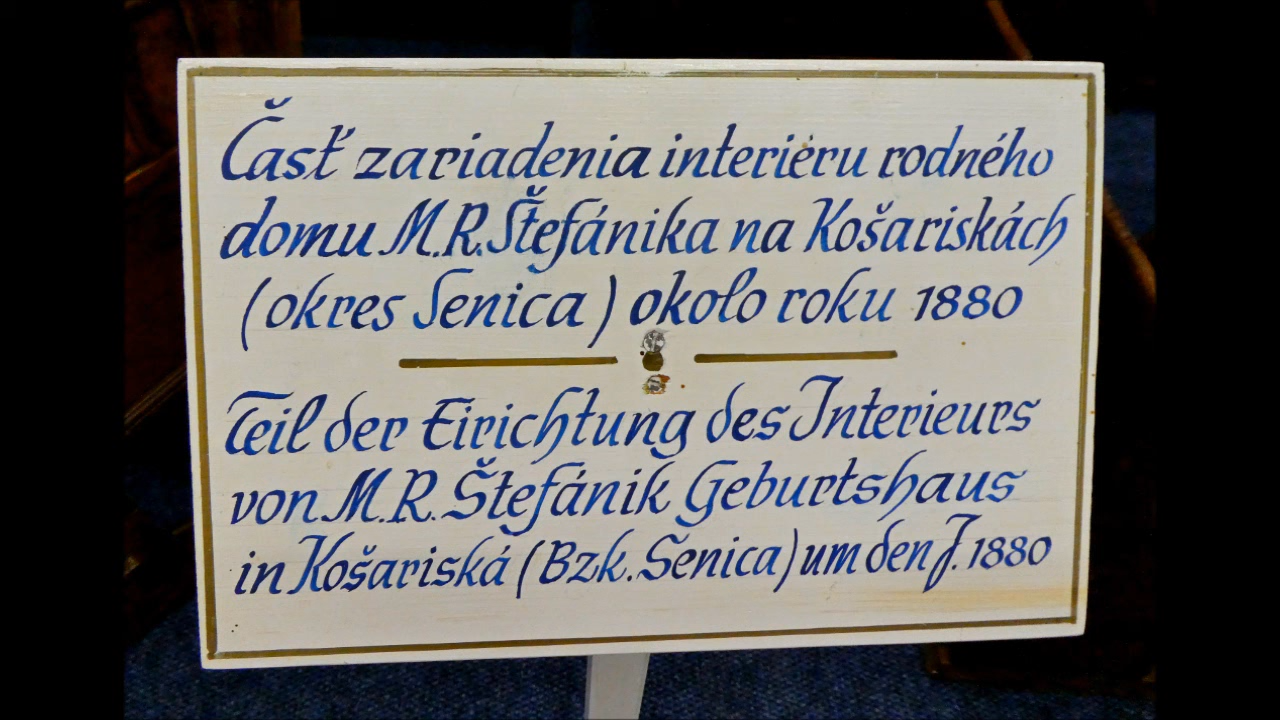 Časť zariadenia interiéru rodného
domu M.R.Štefánika na Košariskách
(okres Senica) okolo roku 1880
Teil der Eirichtung des Interieurs
von M.R.Štefánik Geburtshaus
in Košariská (Bzk. Senica) um den J. 1880